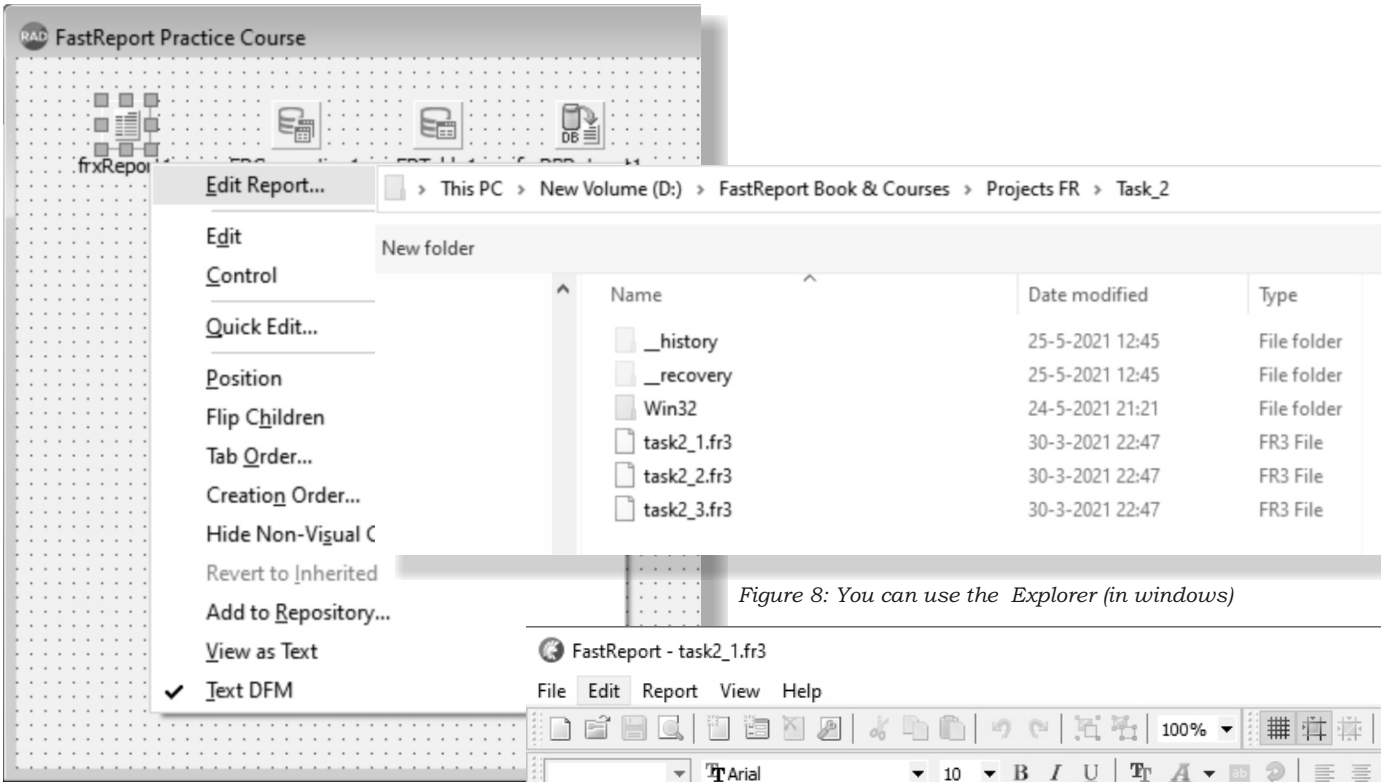 RAD FastReport Practice Course
DB
Edit Report...
Edit
Control
Quick Edit...
Position
Flip Children
Tab Order...
Creation Order...
Hide Non-Visual
Revert to Inherited
Add to Repository...
View as Text
Text DFM
This PC > New Volume (D:) > FastReport Book & Courses > Projects FR > Task_2
New folder
Name Date modified Type
__history 25-5-2021 12:45 File folder
__recovery 25-5-2021 12:45 File folder
Win32 24-5-2021 21:21 File folder
task2_1.fr3 30-3-2021 22:47 FR3 File
task2_2.fr3 30-3-2021 22:47 FR3 File
task2_3.fr3 30-3-2021 22:47 FR3 File
Figure 8: You can use the Explorer (in windows)
FastReport - task2_1.fr3
File Edit Report View Help
100%
Arial 10 B I U